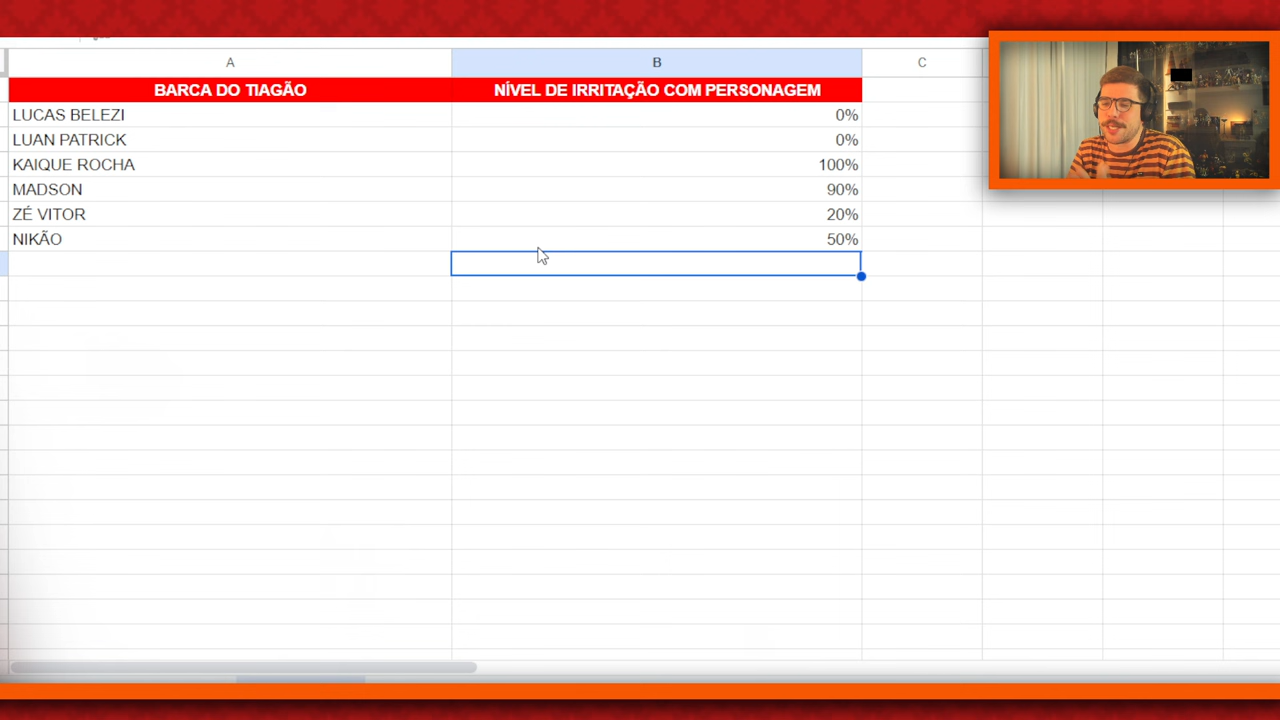 A B C
BARCA DO TIAGÃO NÍVEL DE IRRITAÇÃO COM PERSONAGEM
LUCAS BELEZI 0%
LUAN PATRICK 0%
KAIQUE ROCHA 100%
MADSON 90%
ZÉ VITOR 20%
NIKÃO 50%